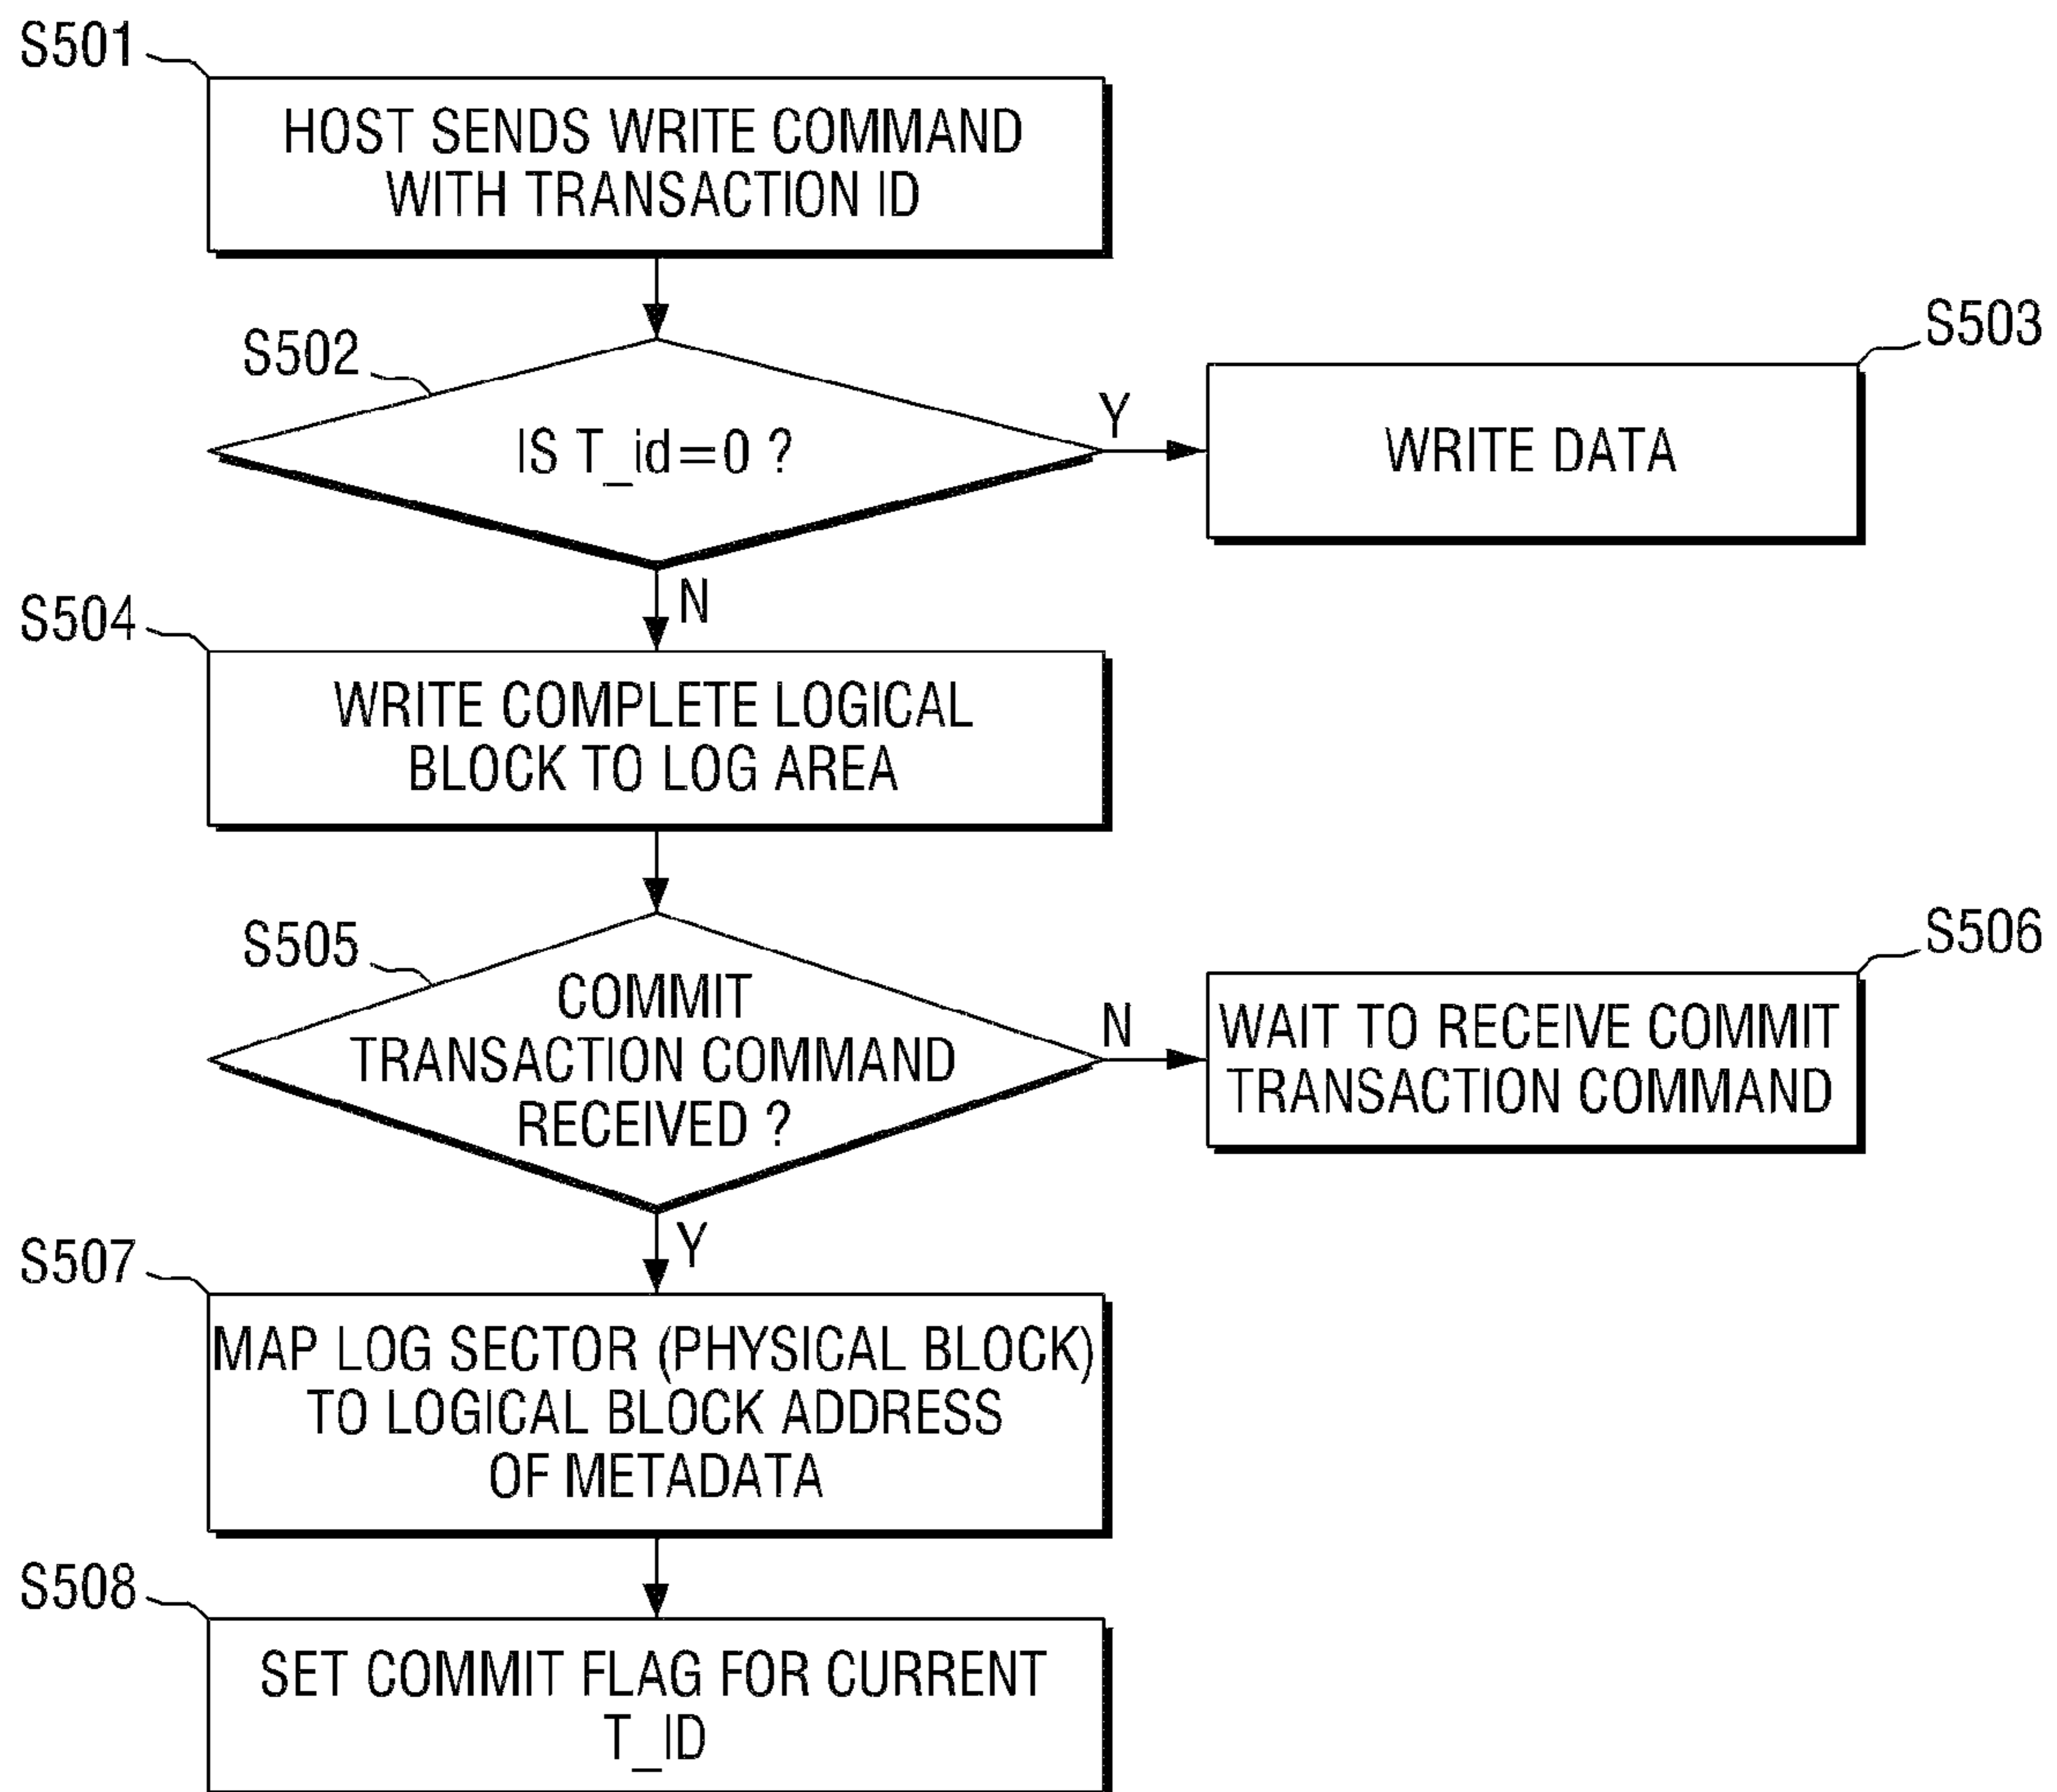 S501
HOST SENDS WRITE COMMAND
WITH TRANSACTION ID
S502
IS T_id=0 ?
Y
S503
WRITE DATA
N
S504
WRITE COMPLETE LOGICAL
BLOCK TO LOG AREA
S505
COMMIT
TRANSACTION COMMAND
RECEIVED ?
N
S506
WAIT TO RECEIVE COMMIT
TRANSACTION COMMAND
Y
S507
MAP LOG SECTOR (PHYSICAL BLOCK)
TO LOGICAL BLOCK ADDRESS
OF METADATA
S508
SET COMMIT FLAG FOR CURRENT
T_ID